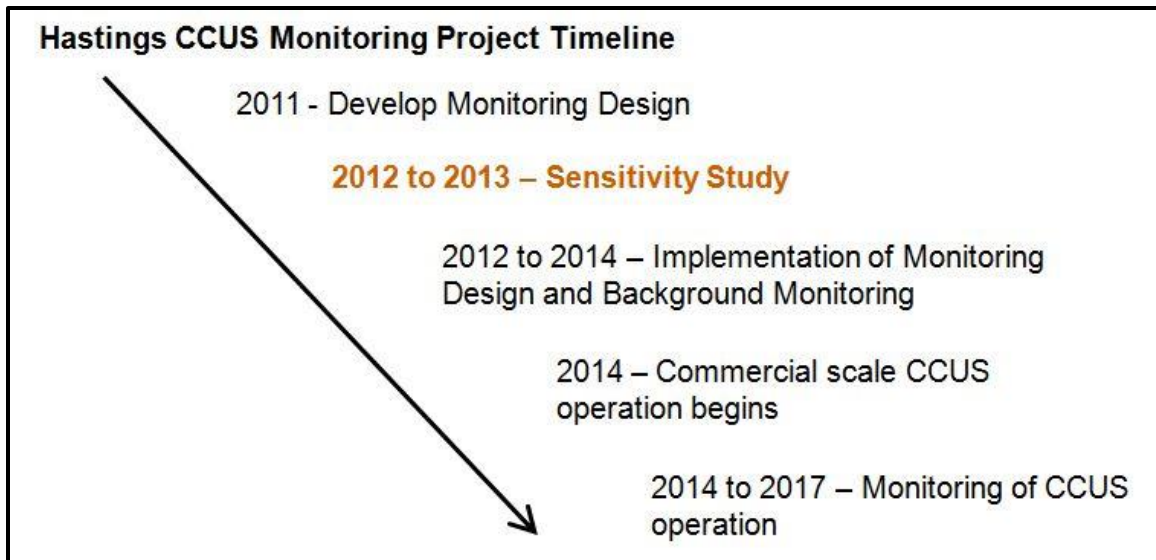 Hastings CCUS Monitoring Project Timeline
2011 - Develop Monitoring Design
2012 to 2013 – Sensitivity Study
2012 to 2014 – Implementation of Monitoring
Design and Background Monitoring
2014 – Commercial scale CCUS
operation begins
2014 to 2017 – Monitoring of CCUS
operation